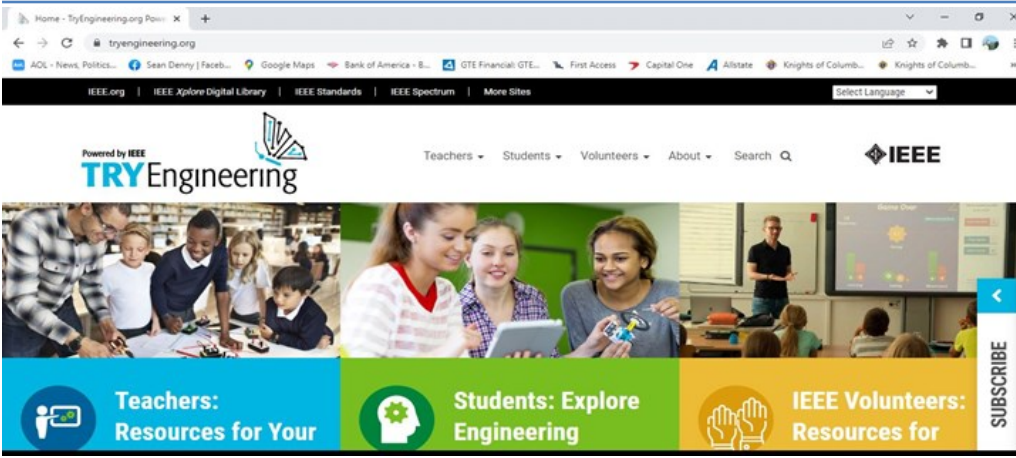 Home - TryEngineering.org Powe
tryengineering.org
AOL - News, Politics... Sean Denny | Faceb... Google Maps Bank of America - B... GTE Financial: GTE... First Access Capital One Allstate Knights of Columb... Knights of Columb...
IEEE.org | IEEE Xplore Digital Library | IEEE Standards | IEEE Spectrum | More Sites Select Language
Powered by IEEE
TRYEngineering
Teachers Students Volunteers About Search IEEE
Game Over
SUBSCRIBE
Teachers:
Resources for Your
Students: Explore
Engineering
IEEE Volunteers:
Resources for